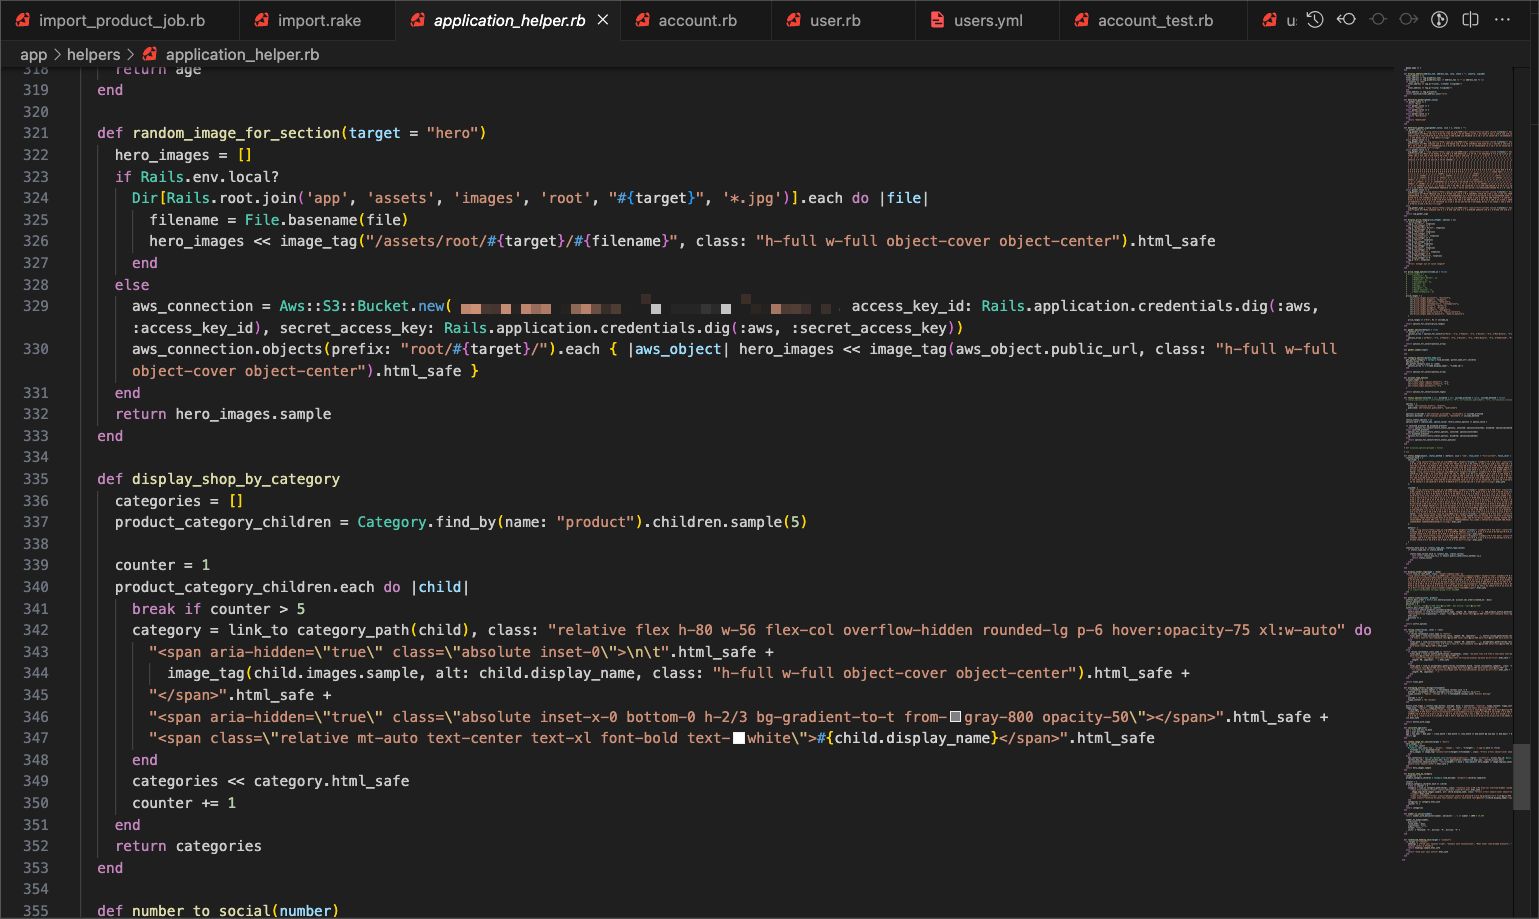 import_product_job.rb import.rake application_helper.rb account.rb user.rb users.yml account_test.rb
app > helpers > application_helper.rb
318 return age
319 end
320
321 def random_image_for_section(target = "hero")
322 hero_images = []
323 if Rails.env.local?
324 Dir[Rails.root.join('app', 'assets', 'images', 'root', "#{target}", '*.jpg')].each do |file|
325 filename = File.basename(file)
326 hero_images << image_tag("/assets/root/#{target}/#{filename}", class: "h-full w-full object-cover object-center").html_safe
327 end
328 else
329 aws_connection = Aws::S3::Bucket.new( access_key_id: Rails.application.credentials.dig(:aws,
:access_key_id), secret_access_key: Rails.application.credentials.dig(:aws, :secret_access_key))
330 aws_connection.objects(prefix: "root/#{target}/").each { |aws_object| hero_images << image_tag(aws_object.public_url, class: "h-full w-full
object-cover object-center").html_safe }
331 end
332 return hero_images.sample
333 end
334
335 def display_shop_by_category
336 categories = []
337 product_category_children = Category.find_by(name: "product").children.sample(5)
338
339 counter = 1
340 product_category_children.each do |child|
341 break if counter > 5
342 category = link_to category_path(child), class: "relative flex h-80 w-56 flex-col overflow-hidden rounded-lg p-6 hover:opacity-75 xl:w-auto" do
343 "<span aria-hidden=\"true\" class=\"absolute inset-0\">\n\t".html_safe +
344 image_tag(child.images.sample, alt: child.display_name, class: "h-full w-full object-cover object-center").html_safe +
345 "</span>".html_safe +
346 "<span aria-hidden=\"true\" class=\"absolute inset-x-0 bottom-0 h-2/3 bg-gradient-to-t from-gray-800 opacity-50\"></span>".html_safe +
347 "<span class=\"relative mt-auto text-center text-xl font-bold text-white\">#{child.display_name}</span>".html_safe
348 end
349 categories << category.html_safe
350 counter += 1
351 end
352 return categories
353 end
354
355 def number_to_social(number)